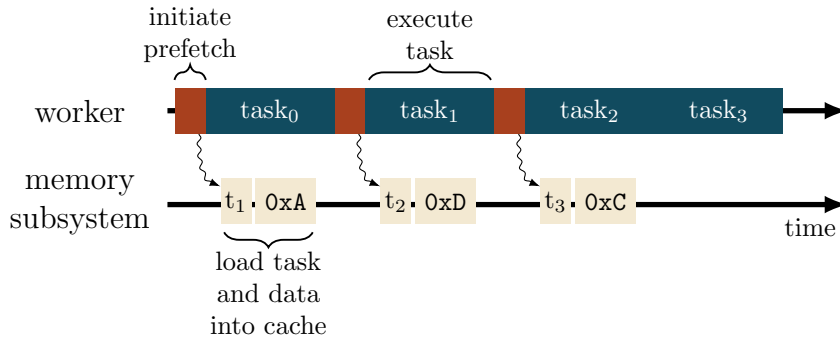 initiate
prefetch
execute
task
worker
task₀
task₁
task₂
task₃
memory
subsystem
t₁ 0xA
t₂ 0xD
t₃ 0xC
time
load task
and data
into cache